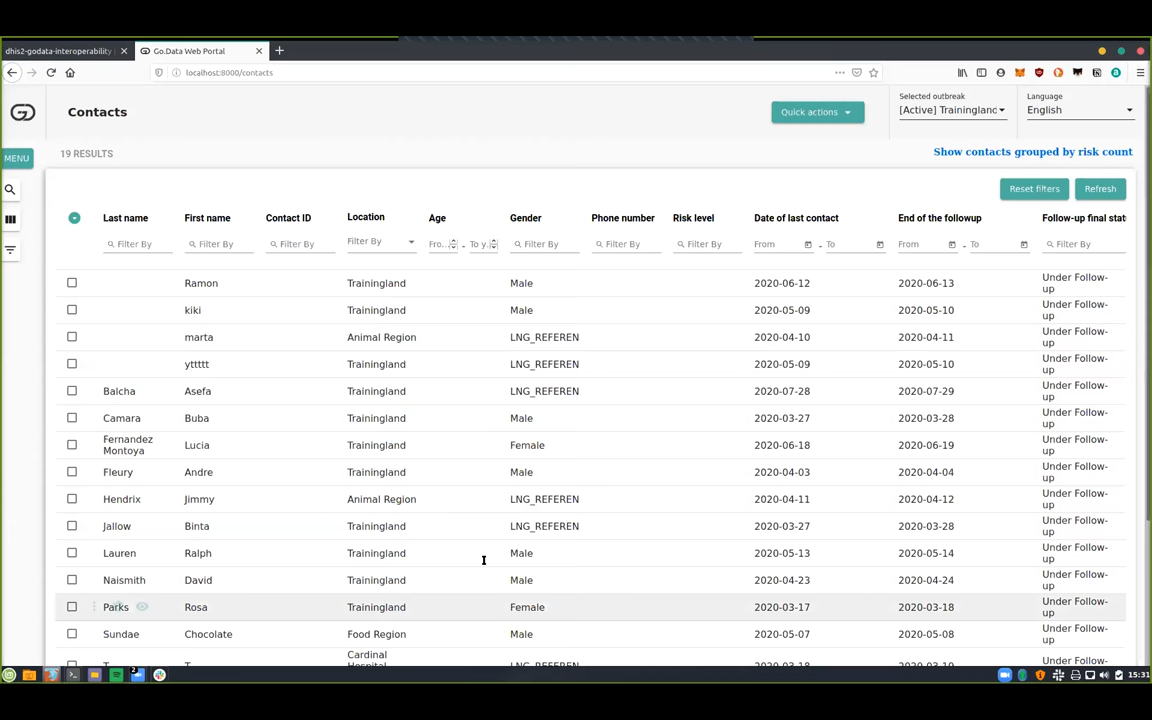 dhis2-godata-interoperability
Go.Data Web Portal
localhost:8000/contacts
Contacts
Quick actions
Selected outbreak
[Active] Trainingland
Language
English
MENU
19 RESULTS
Show contacts grouped by risk count
Reset filters Refresh
Last name First name Contact ID Location Age Gender Phone number Risk level Date of last contact End of the followup Follow-up final stat
Filter By Filter By Filter By Filter By Fro... - To y. Filter By Filter By Filter By From - To From - To Filter By
Ramon Trainingland Male 2020-06-12 2020-06-13 Under Follow-
up
kiki Trainingland Male 2020-05-09 2020-05-10 Under Follow-
up
marta Animal Region LNG_REFEREN 2020-04-10 2020-04-11 Under Follow-
up
yttttt Trainingland LNG_REFEREN 2020-05-09 2020-05-10 Under Follow-
up
Balcha Asefa Trainingland LNG_REFEREN 2020-07-28 2020-07-29 Under Follow-
up
Camara Buba Trainingland Male 2020-03-27 2020-03-28 Under Follow-
up
Fernandez
Montoya Lucia Trainingland Female 2020-06-18 2020-06-19 Under Follow-
up
Fleury Andre Trainingland Male 2020-04-03 2020-04-04 Under Follow-
up
Hendrix Jimmy Animal Region LNG_REFEREN 2020-04-11 2020-04-12 Under Follow-
up
Jallow Binta Trainingland LNG_REFEREN 2020-03-27 2020-03-28 Under Follow-
up
Lauren Ralph Trainingland Male 2020-05-13 2020-05-14 Under Follow-
up
Naismith David Trainingland Male 2020-04-23 2020-04-24 Under Follow-
up
Parks Rosa Trainingland Female 2020-03-17 2020-03-18 Under Follow-
up
Sundae Chocolate Food Region Male 2020-05-07 2020-05-08 Under Follow-
up
Cardinal
Under Follow-
2
15:31